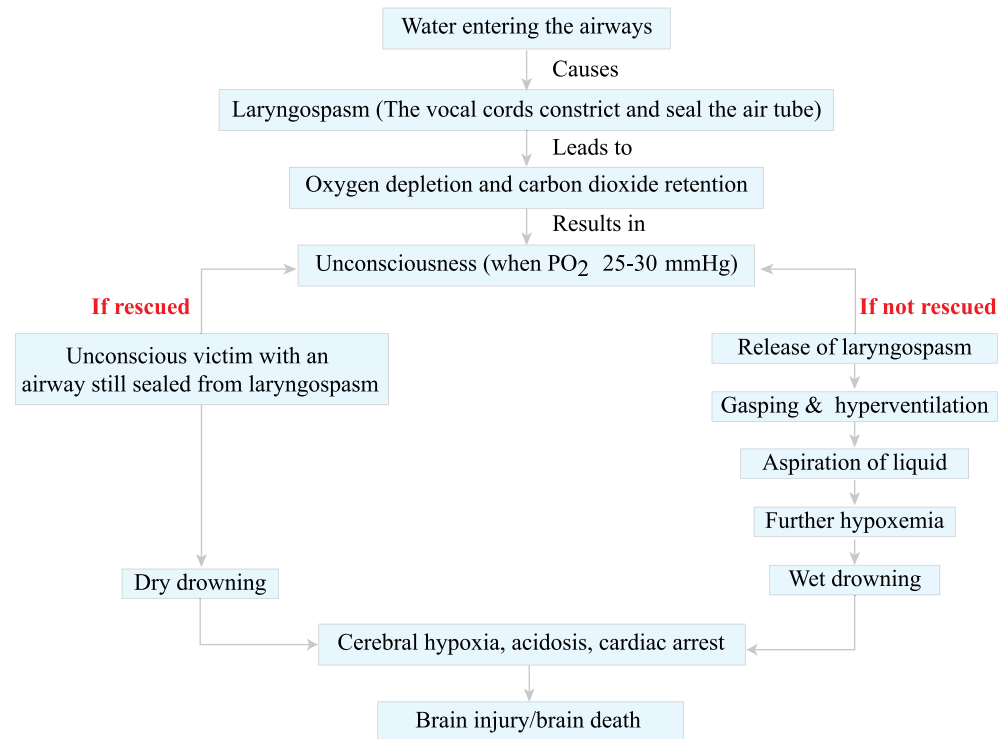 Water entering the airways
Causes
Laryngospasm (The vocal cords constrict and seal the air tube)
Leads to
Oxygen depletion and carbon dioxide retention
Results in
Unconsciousness (when PO2 25-30 mmHg)
If rescued
Unconscious victim with an
airway still sealed from laryngospasm
Dry drowning
If not rescued
Release of laryngospasm
Gasping & hyperventilation
Aspiration of liquid
Further hypoxemia
Wet drowning
Cerebral hypoxia, acidosis, cardiac arrest
Brain injury/brain death